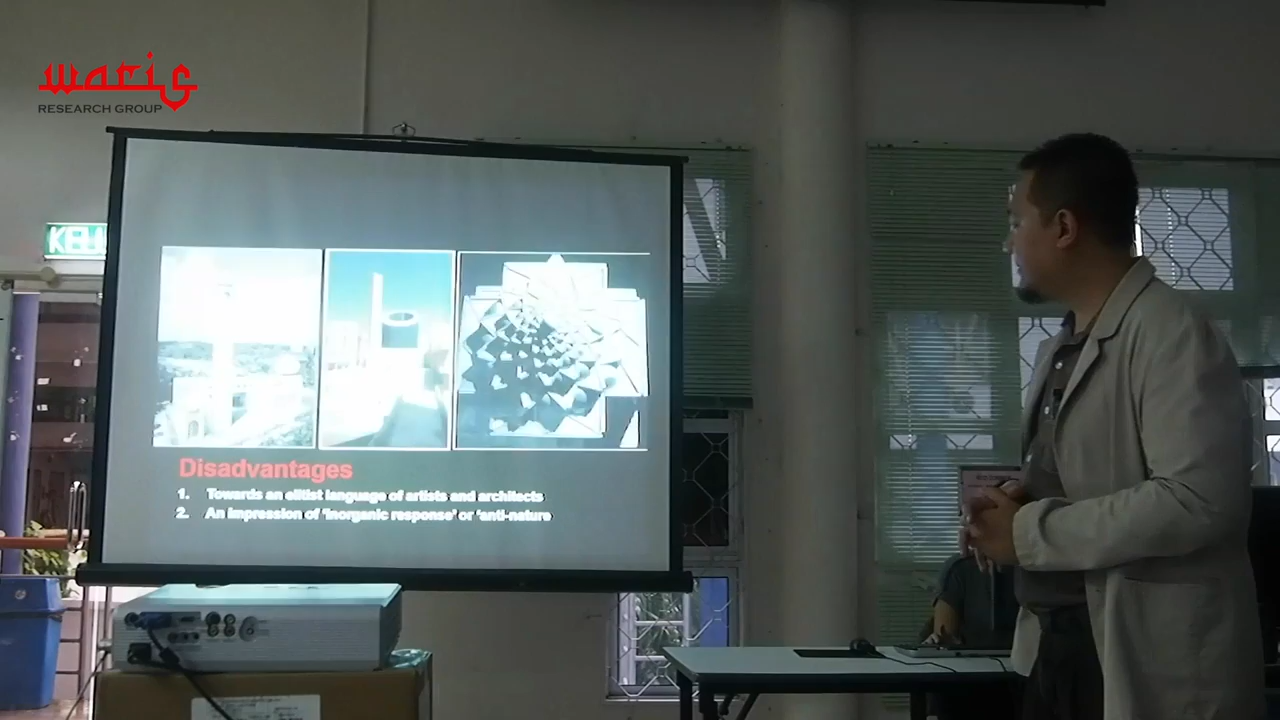 waris
RESEARCH GROUP
KELU
Disadvantages
1. Towards an elitist language of artists and architects
2. An impression of 'inorganic response' or 'anti-nature